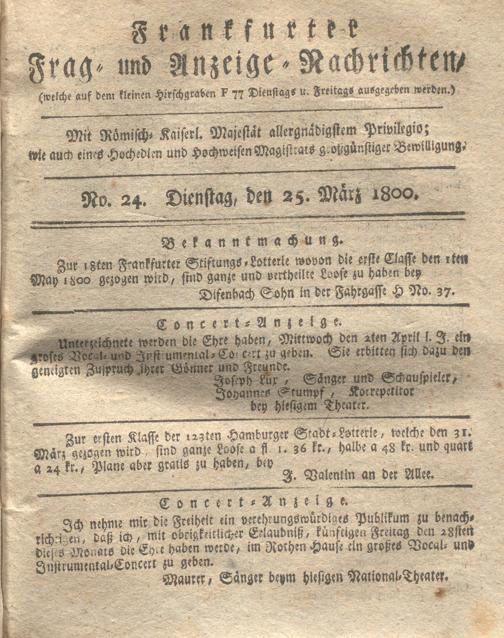 Frankfurter
Frag- und Anzeige-Nachrichten,
(welche auf dem kleinen Hirschgraben F 77 Dienstags u. Freitags ausgegeben werden.)
Mit Römisch-Kaiserl. Majestät allergnädigstem Privilegio;
wie auch eines Hochedlen und Hochweisen Magistrats großgünstiger Bewilligung.
No. 24. Dienstag, den 25. März 1800.
Bekanntmachung.
Zur 18ten Frankfurter Stiftungs-Lotterie wovon die erste Classe den 1ten
May 1800 gezogen wird, sind ganze und vertheilte Loose zu haben bey
Difenbach Sohn in der Fahrgasse H No. 37.
Concert-Anzeige.
Unterzeichnete werden die Ehre haben, Mittwoch den 2ten April l. J. ein
großes Vocal- und Instrumental-Concert zu geben. Sie erbitten sich dazu den
geneigten Zuspruch ihrer Gönner und Freunde.
Joseph Lux, Sänger und Schauspieler,
Johannes Stumpf, Korrepetitor
bey hiesigem Theater.
Zur ersten Klasse der 123ten Hamburger Stadt-Lotterie, welche den 31.
März gezogen wird, sind ganze Loose a fl 1. 36 kr., halbe a 48 kr. und quart
a 24 kr., Plane aber gratis zu haben, bey
J. Valentin an der Allee.
Concert-Anzeige.
Ich nehme mir die Freiheit ein verehrungswürdiges Publikum zu benach-
richtigen, daß ich, mit obrigkeitlicher Erlaubniß, künfeigen Freitag den 28sten
dieses Monats die Ehre haben werde, im Rothen Hause ein großes Vocal- und
Instrumental-Concert zu geben.
Maurer, Sänger beym hiesigen National-Theater.